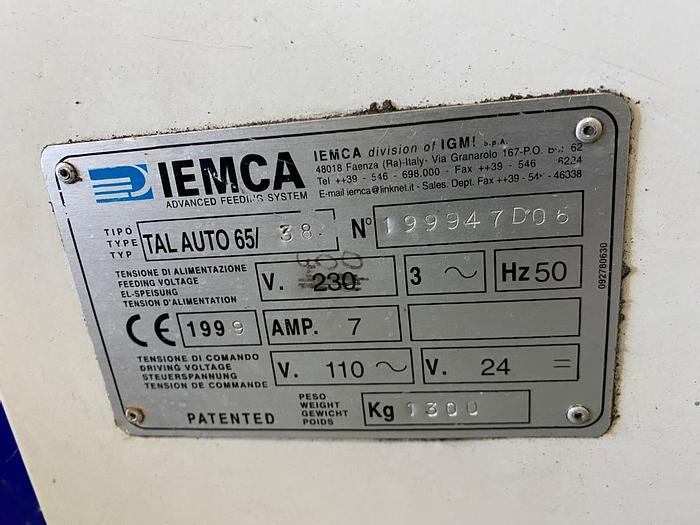 IEMCA
ADVANCED FEEDING SYSTEM
IEMCA division of IGMI S.p.A.
48018 Faenza (Ra)-Italy- Via Granarolo 167-P.O. 62
Tel ++39 - 546 - 698.000 - Fax ++39 - 546
E-mail iemca@linknet.it - Sales. Dept. Fax ++39 - 46338
TIPO
TYPE
TYP
TAL AUTO 65/ 38
N° 199947D06
TENSIONE DI ALIMENTAZIONE
FEEDING VOLTAGE
EL-SPEISUNG
TENSION D'ALIMENTATION
V. 230 400
3 ~
Hz 50
CE 1999
AMP. 7
TENSIONE DI COMANDO
DRIVING VOLTAGE
STEUERSPANNUNG
TENSION DE COMMANDE
V. 110 ~
V. 24 =
PATENTED
PESO
WEIGHT
GEWICHT
POIDS
Kg 1300
092780630